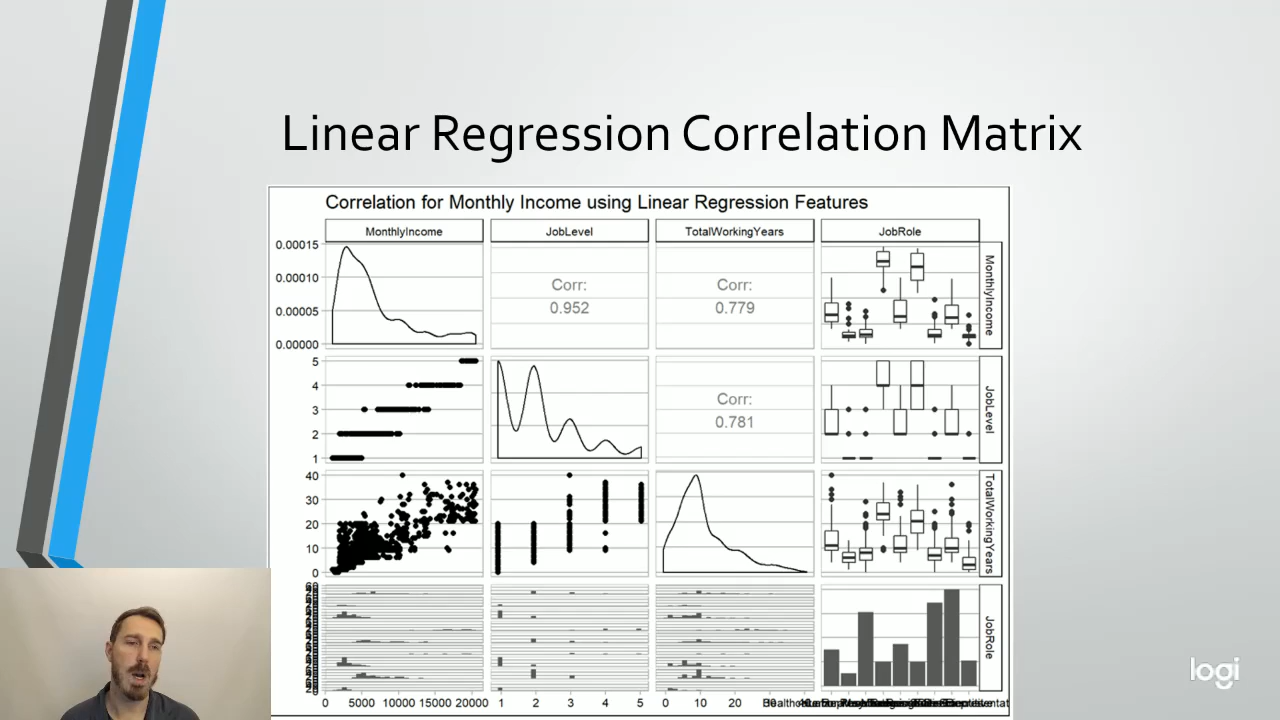 Linear Regression Correlation Matrix
Correlation for Monthly Income using Linear Regression Features
MonthlyIncome JobLevel TotalWorkingYears JobRole
0.00015
0.00010
0.00005
0.00000
Corr:
0.952
Corr:
0.779
MonthlyIncome
5
4
3
2
1
Corr:
0.781
JobLevel
40
30
20
10
0
TotalWorkingYears
JobRole
0 5000 10000 15000 20000 1 2 3 4 5 0 10 20
logi